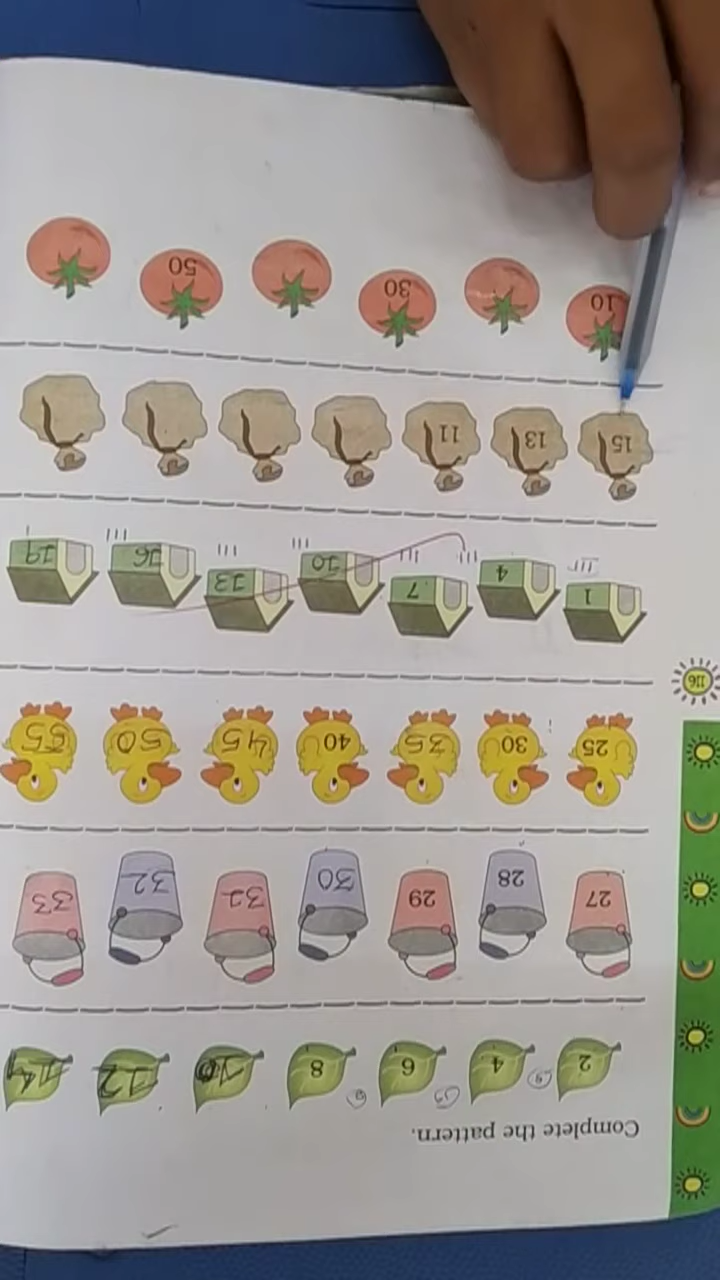 Complete the pattern.
2 4 6 8 10 12 14
27 28 29 30 31 32 33
25 30 35 40 45 50 55
1 4 7 10 13 16 19
15 13 11
10 30 50
116